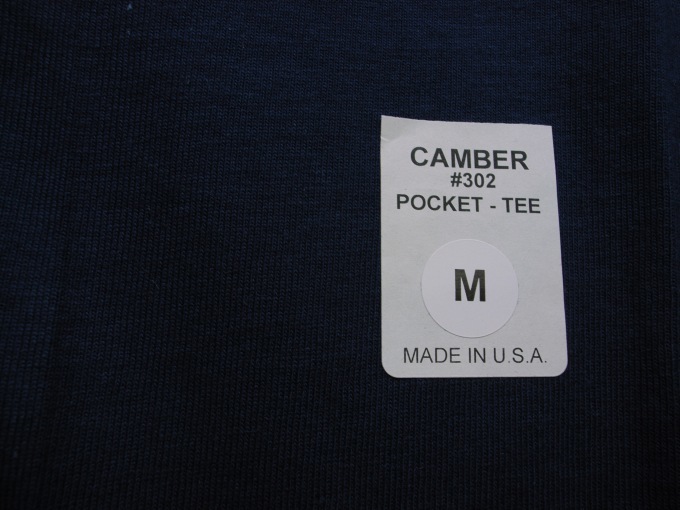 CAMBER
#302
POCKET - TEE
M
MADE IN U.S.A.